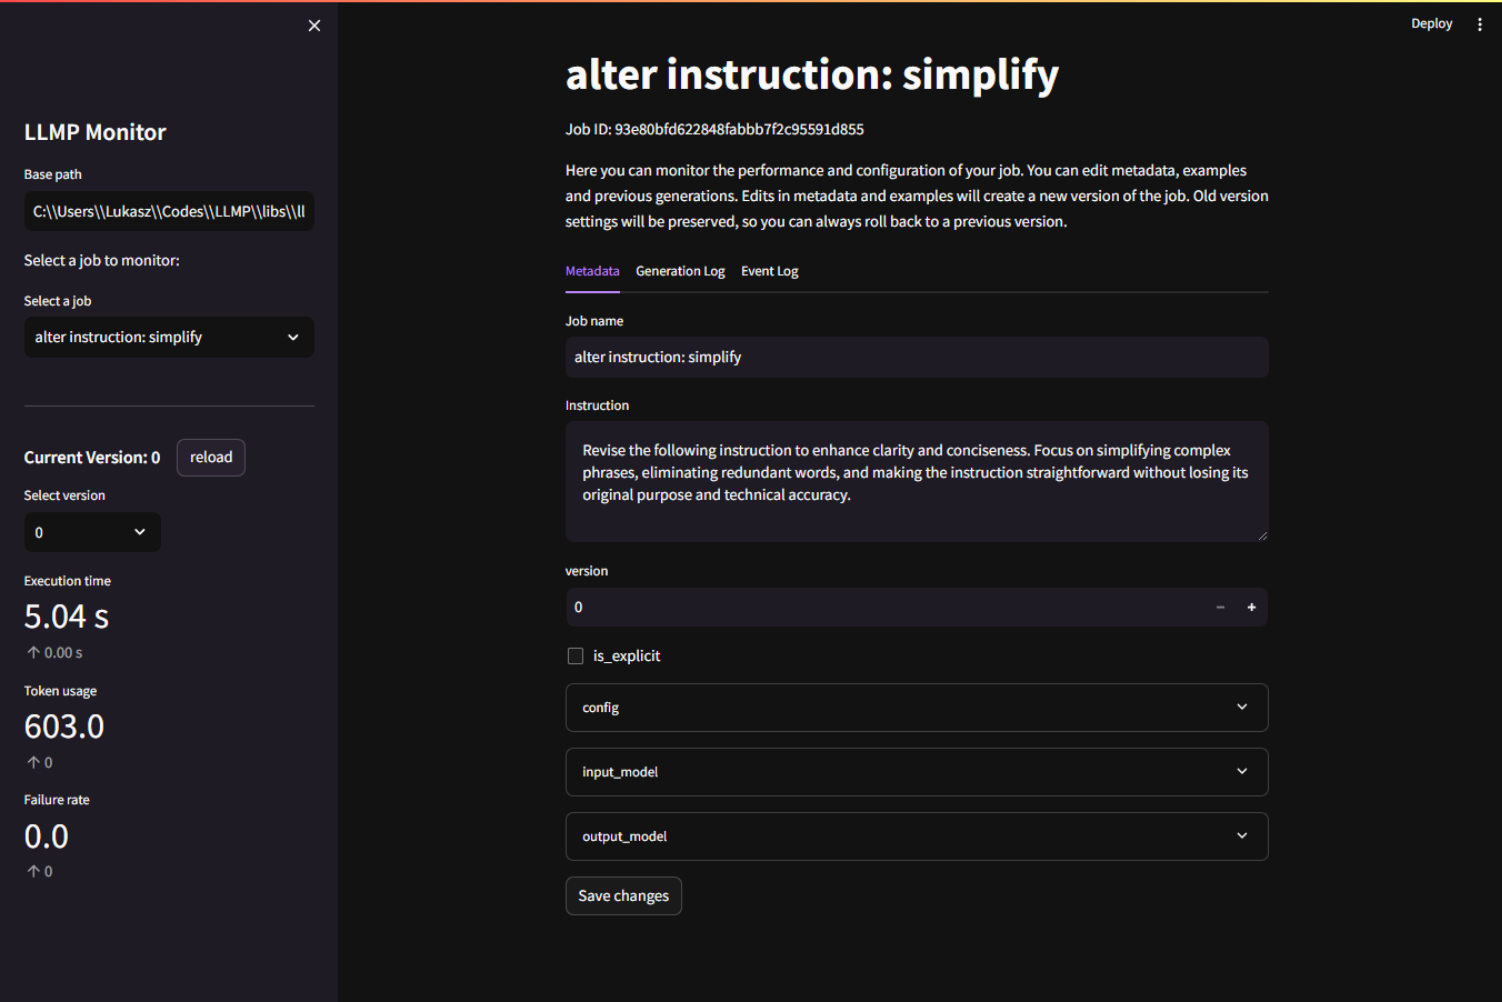 Deploy
LLMP Monitor
Base path
C:\\Users\\Lukasz\\Codes\\LLMP\\libs\\ll
Select a job to monitor:
Select a job
alter instruction: simplify
Current Version: 0
reload
Select version
0
Execution time
5.04 s
↑ 0.00 s
Token usage
603.0
↑ 0
Failure rate
0.0
↑ 0
alter instruction: simplify
Job ID: 93e80bfd622848fabbb7f2c95591d855
Here you can monitor the performance and configuration of your job. You can edit metadata, examples
and previous generations. Edits in metadata and examples will create a new version of the job. Old version
settings will be preserved, so you can always roll back to a previous version.
Metadata Generation Log Event Log
Job name
alter instruction: simplify
Instruction
Revise the following instruction to enhance clarity and conciseness. Focus on simplifying complex
phrases, eliminating redundant words, and making the instruction straightforward without losing its
original purpose and technical accuracy.
version
0
is_explicit
config
input_model
output_model
Save changes